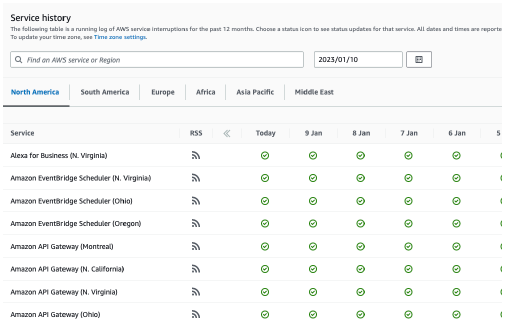 Service history
The following table is a running log of AWS service interruptions for the past 12 months. Choose a status icon to see status updates for that service. All dates and times are reporte
To update your time zone, see Time zone settings.
Find an AWS service or Region
2023/01/10
North America South America Europe Africa Asia Pacific Middle East
Service RSS Today 9 Jan 8 Jan 7 Jan 6 Jan 5
Alexa for Business (N. Virginia)
Amazon EventBridge Scheduler (N. Virginia)
Amazon EventBridge Scheduler (Ohio)
Amazon EventBridge Scheduler (Oregon)
Amazon API Gateway (Montreal)
Amazon API Gateway (N. California)
Amazon API Gateway (N. Virginia)
Amazon API Gateway (Ohio)